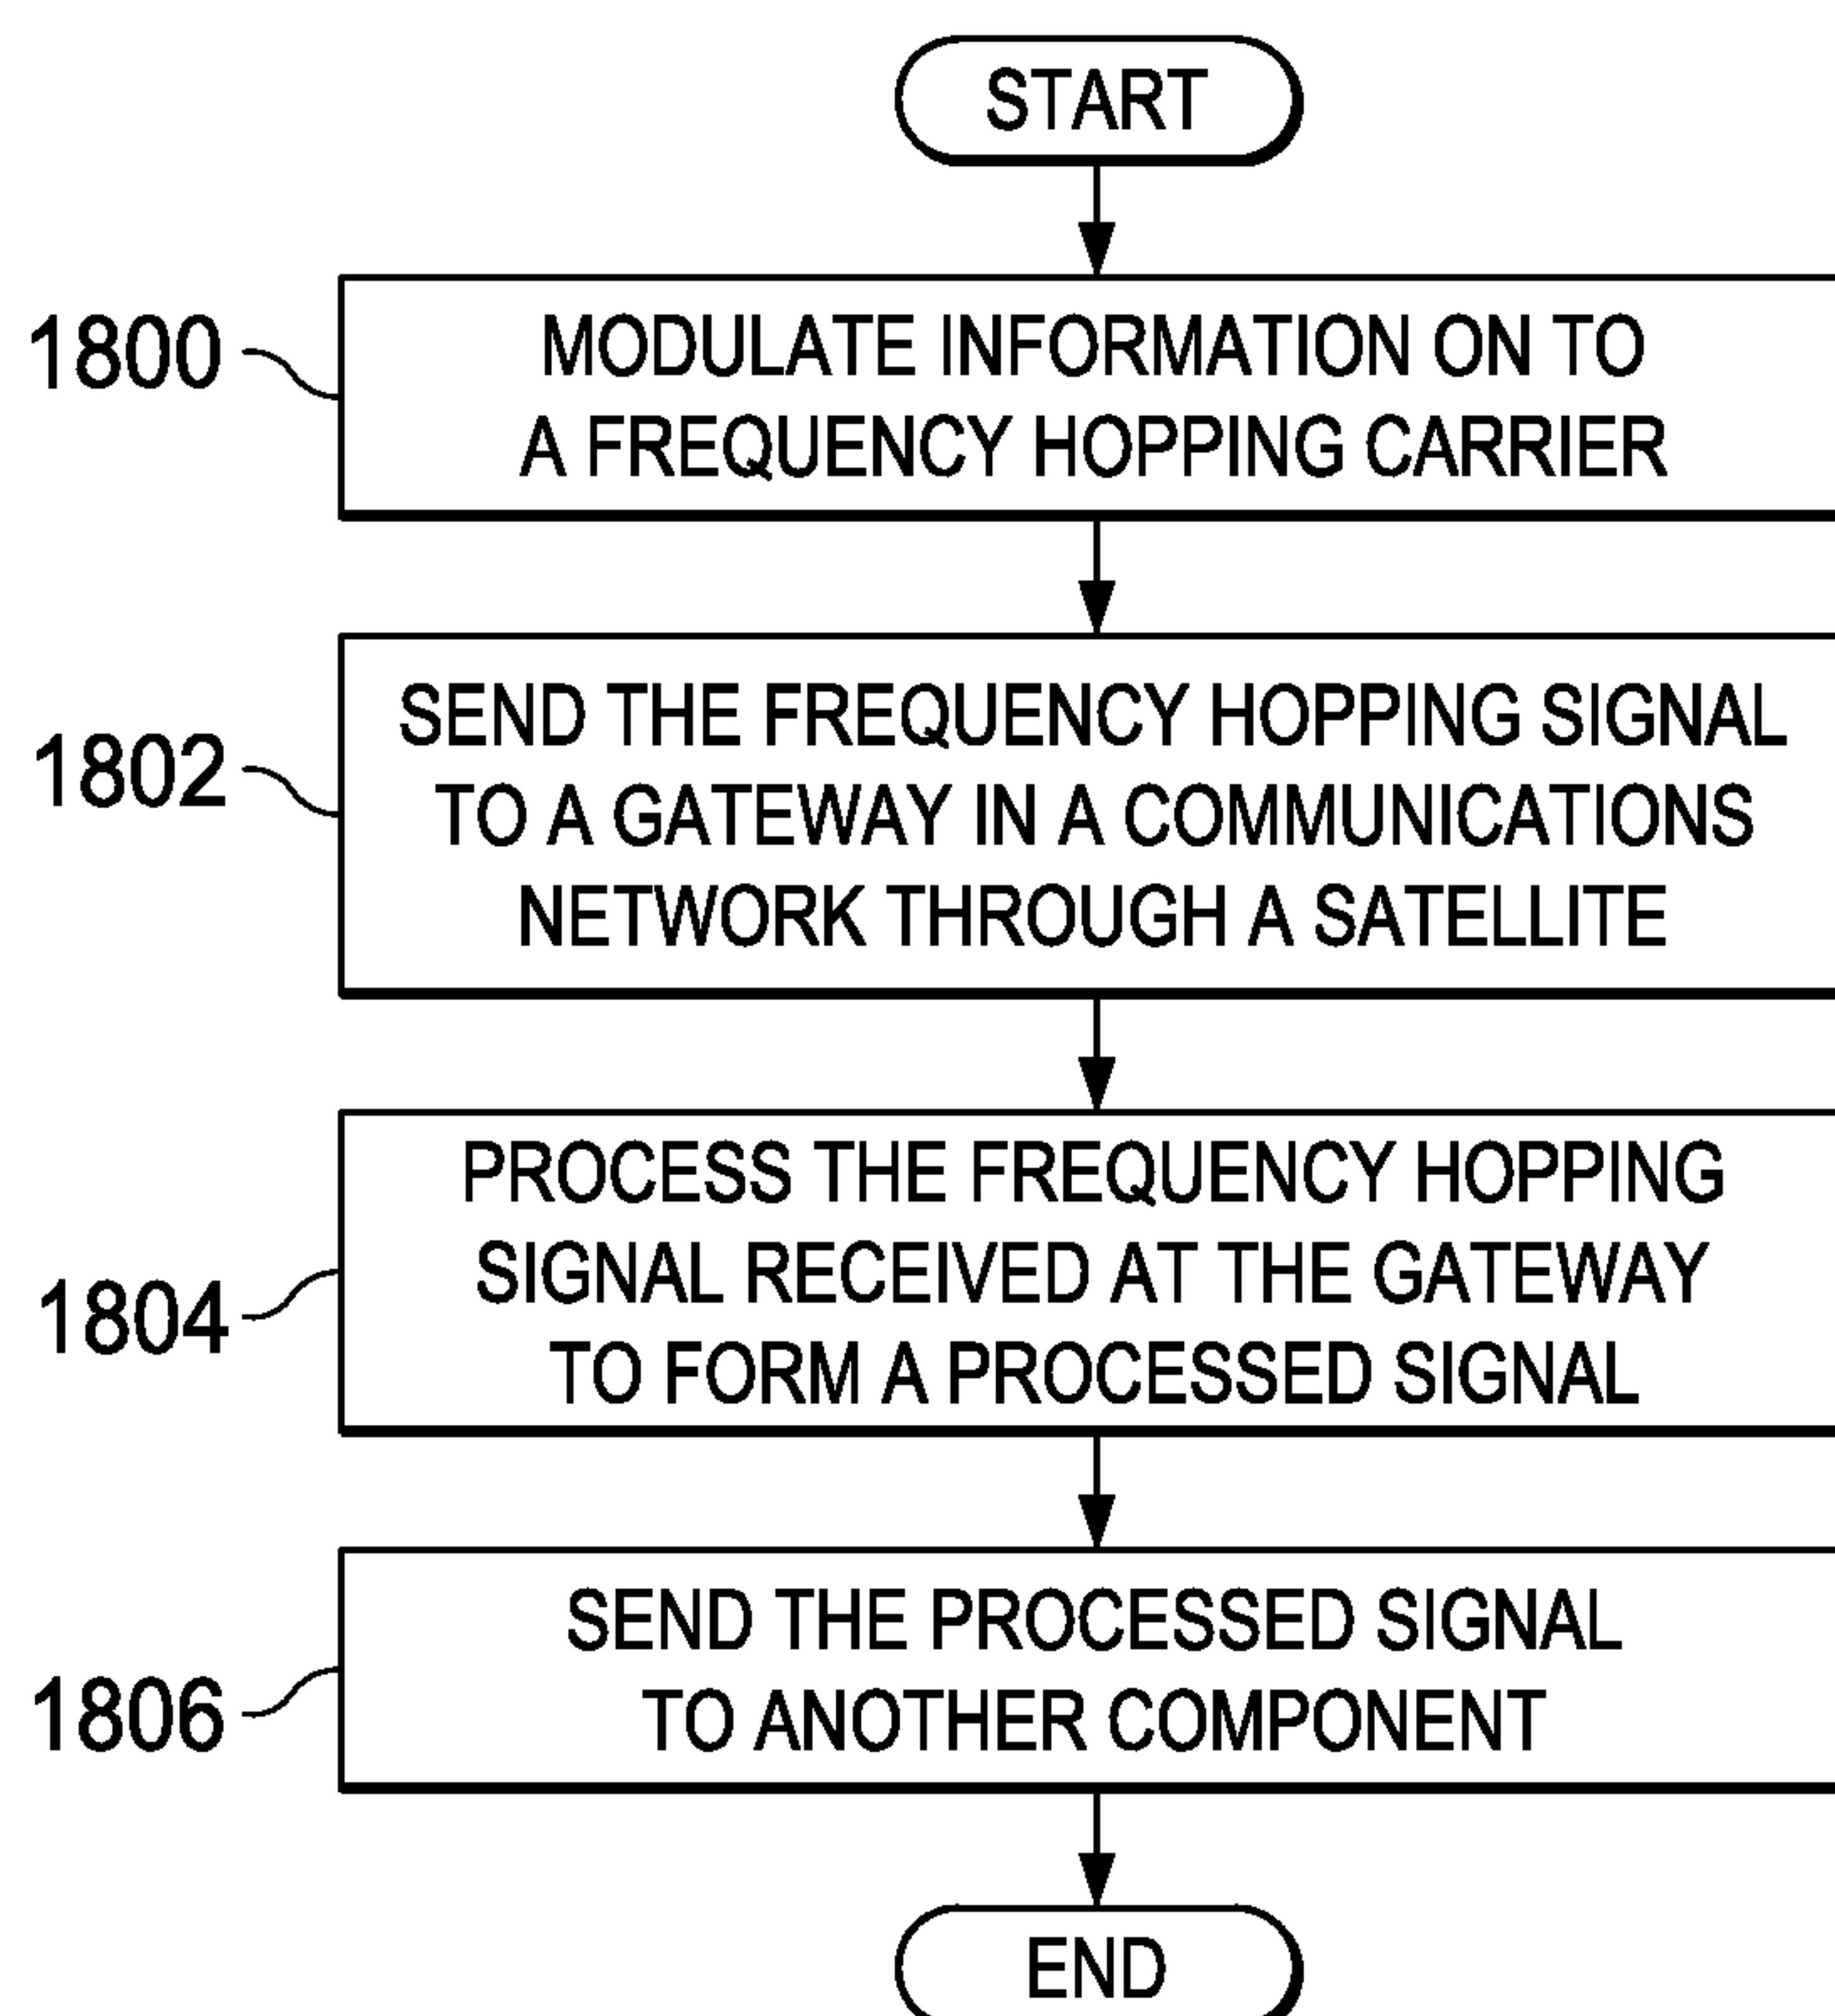 START
1800
MODULATE INFORMATION ON TO
A FREQUENCY HOPPING CARRIER
1802
SEND THE FREQUENCY HOPPING SIGNAL
TO A GATEWAY IN A COMMUNICATIONS
NETWORK THROUGH A SATELLITE
1804
PROCESS THE FREQUENCY HOPPING
SIGNAL RECEIVED AT THE GATEWAY
TO FORM A PROCESSED SIGNAL
1806
SEND THE PROCESSED SIGNAL
TO ANOTHER COMPONENT
END